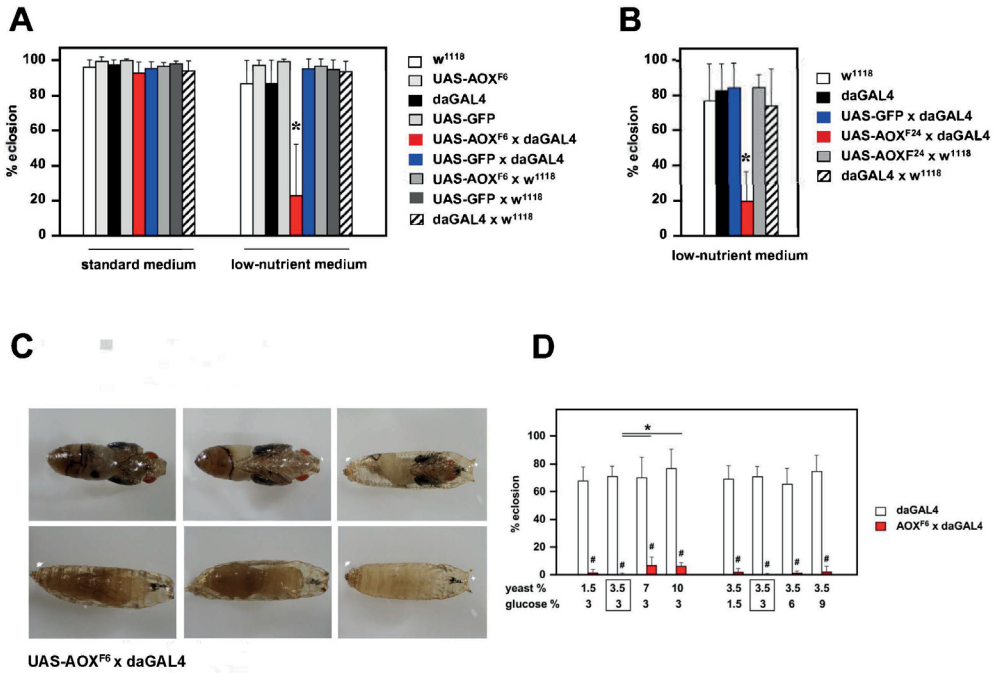 A
% eclosion
100
80
60
40
20
0
*
standard medium
low-nutrient medium
w¹¹¹⁸
UAS-AOXᶠ⁶
daGAL4
UAS-GFP
UAS-AOXᶠ⁶ x daGAL4
UAS-GFP x daGAL4
UAS-AOXᶠ⁶ x w¹¹¹⁸
UAS-GFP x w¹¹¹⁸
daGAL4 x w¹¹¹⁸
B
% eclosion
100
80
60
40
20
0
*
low-nutrient medium
w¹¹¹⁸
daGAL4
UAS-GFP x daGAL4
UAS-AOXᶠ²⁴ x daGAL4
UAS-AOXF²⁴ x w¹¹¹⁸
daGAL4 x w¹¹¹⁸
C
UAS-AOXᶠ⁶ x daGAL4
D
% eclosion
100
80
60
40
20
0
*
# # # # # # # #
yeast % 1.5 3.5 7 10 3.5 3.5 3.5 3.5
glucose % 3 3 3 3 1.5 3 6 9
daGAL4
AOXᶠ⁶ x daGAL4